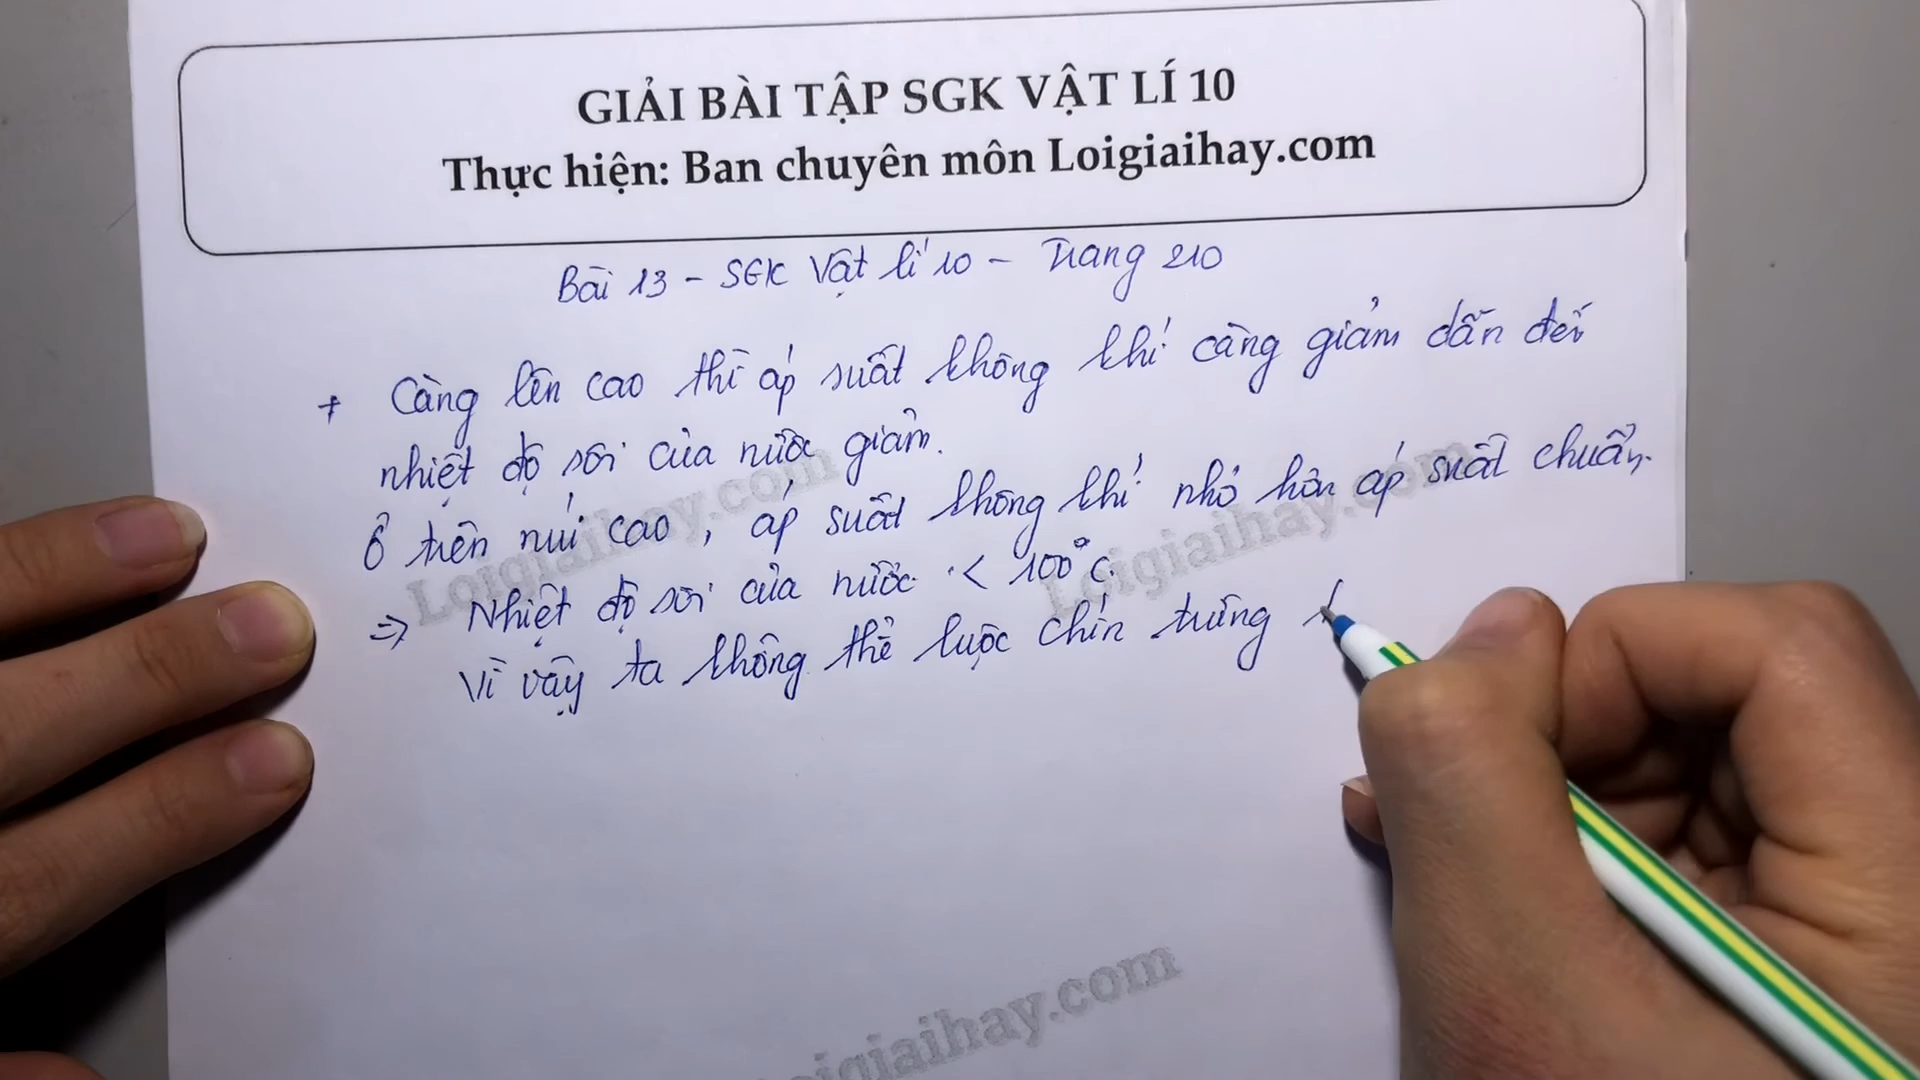 GIẢI BÀI TẬP SGK VẬT LÍ 10
Thực hiện: Ban chuyên môn Loigiaihay.com
Bài 13 - SGK Vật lí 10 - Trang 210
+ Càng lên cao thì áp suất không khí càng giảm dẫn đến
nhiệt độ sôi của nước giảm.
Ở trên núi cao, áp suất không khí nhỏ hơn áp suất chuẩn.
=> Nhiệt độ sôi của nước < 100°C.
Vì vậy ta không thể luộc chín trứng
Loigiaihay.com
Loigiaihay.com
Loigiaihay.com